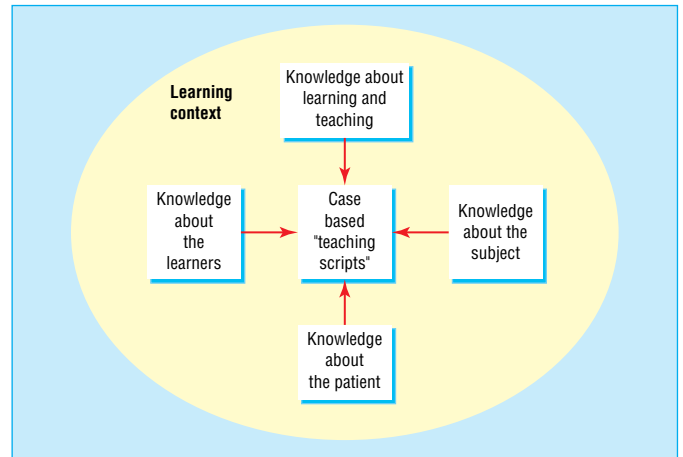 Knowledge about
learning and
teaching
Learning
context
Knowledge
about
the
learners
Case
based
"teaching
scripts"
Knowledge
about the
subject
Knowledge
about
the patient